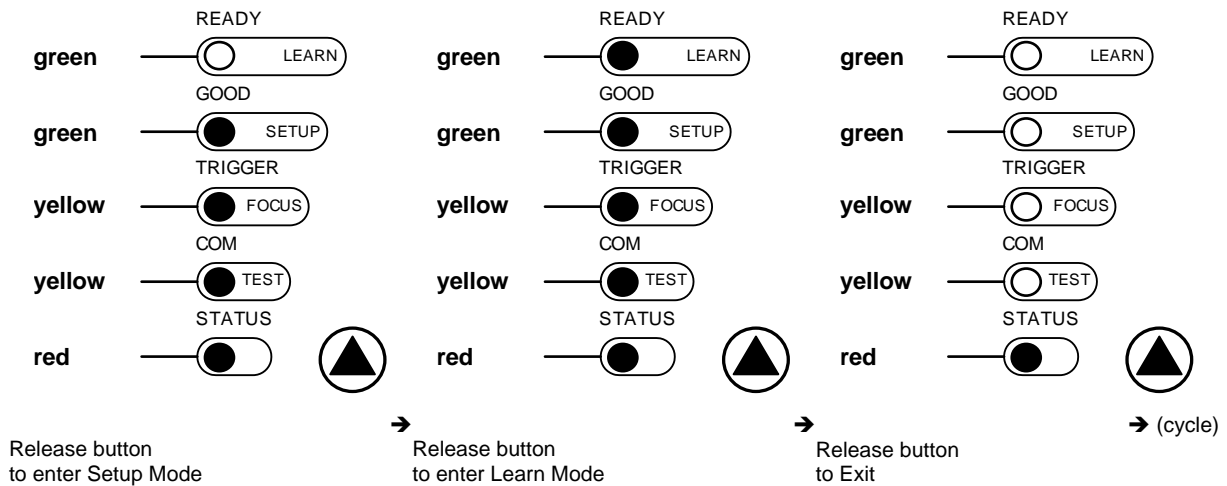 READY
green LEARN
GOOD
green SETUP
TRIGGER
yellow FOCUS
COM
yellow TEST
STATUS
red
➔
Release button
to enter Setup Mode
READY
green LEARN
GOOD
green SETUP
TRIGGER
yellow FOCUS
COM
yellow TEST
STATUS
red
➔
Release button
to enter Learn Mode
READY
green LEARN
GOOD
green SETUP
TRIGGER
yellow FOCUS
COM
yellow TEST
STATUS
red
➔ (cycle)
Release button
to Exit